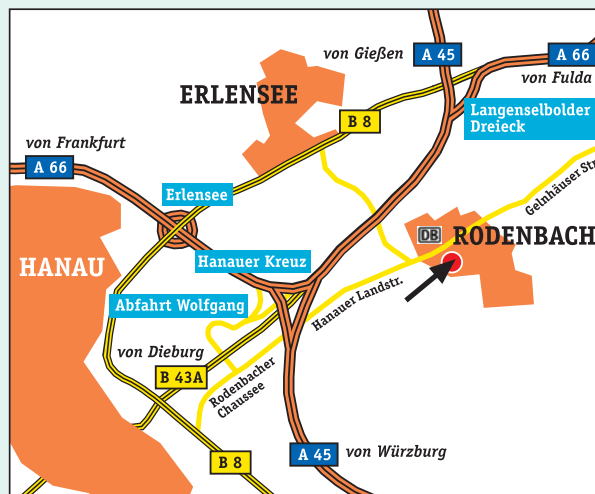 von Gießen
A 45
A 66
von Fulda
ERLENSEE
Langenselbolder
Dreieck
B 8
von Frankfurt
A 66
Erlensee
Gelnhäuser Str
DB
RODENBACH
HANAU
Hanauer Kreuz
Hanauer Landstr.
Abfahrt Wolfgang
von Dieburg
B 43A
Rodenbacher
Chaussee
B 8
A 45
von Würzburg